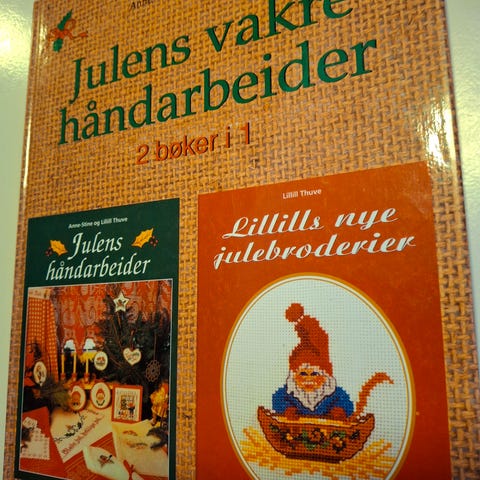 Julens vakre
håndarbeider
2 bøker i 1
Anne-Stine og Lillill Thuve
Julens
håndarbeider
Lillill Thuve
Lillills nye
julebroderier